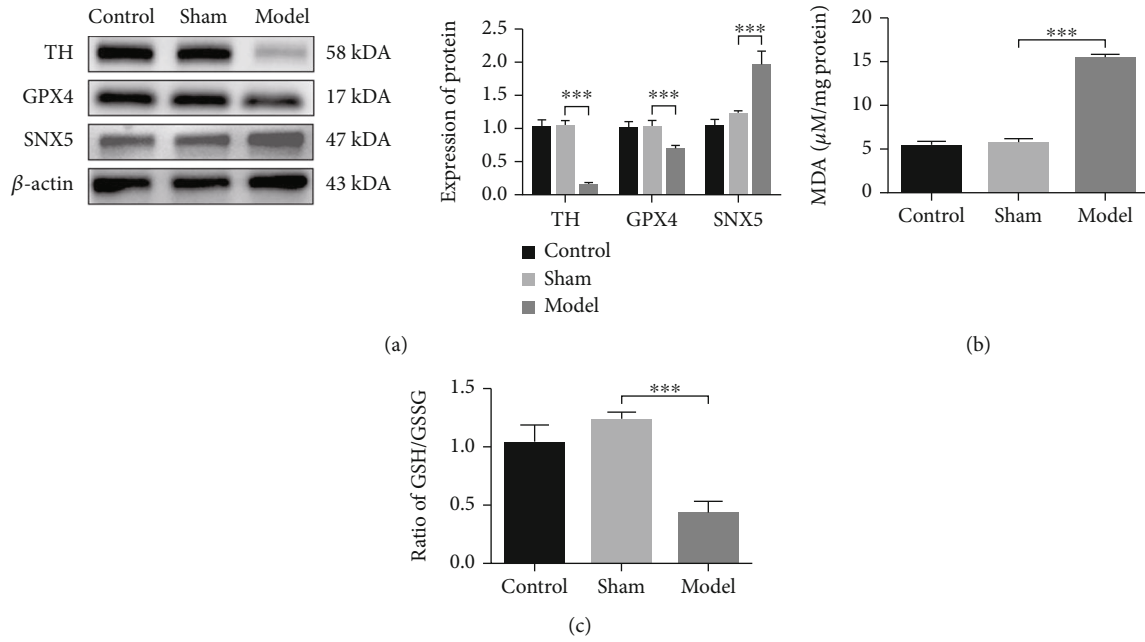 Control Sham Model
TH 58 kDA
GPX4 17 kDA
SNX5 47 kDA
β-actin 43 kDA
Expression of protein
2.5
2.0
1.5
1.0
0.5
0.0
***
***
***
TH GPX4 SNX5
Control
Sham
Model
(a)
MDA (μM/mg protein)
20
15
10
5
0
***
Control Sham Model
(b)
Ratio of GSH/GSSG
1.5
1.0
0.5
0.0
***
Control Sham Model
(c)